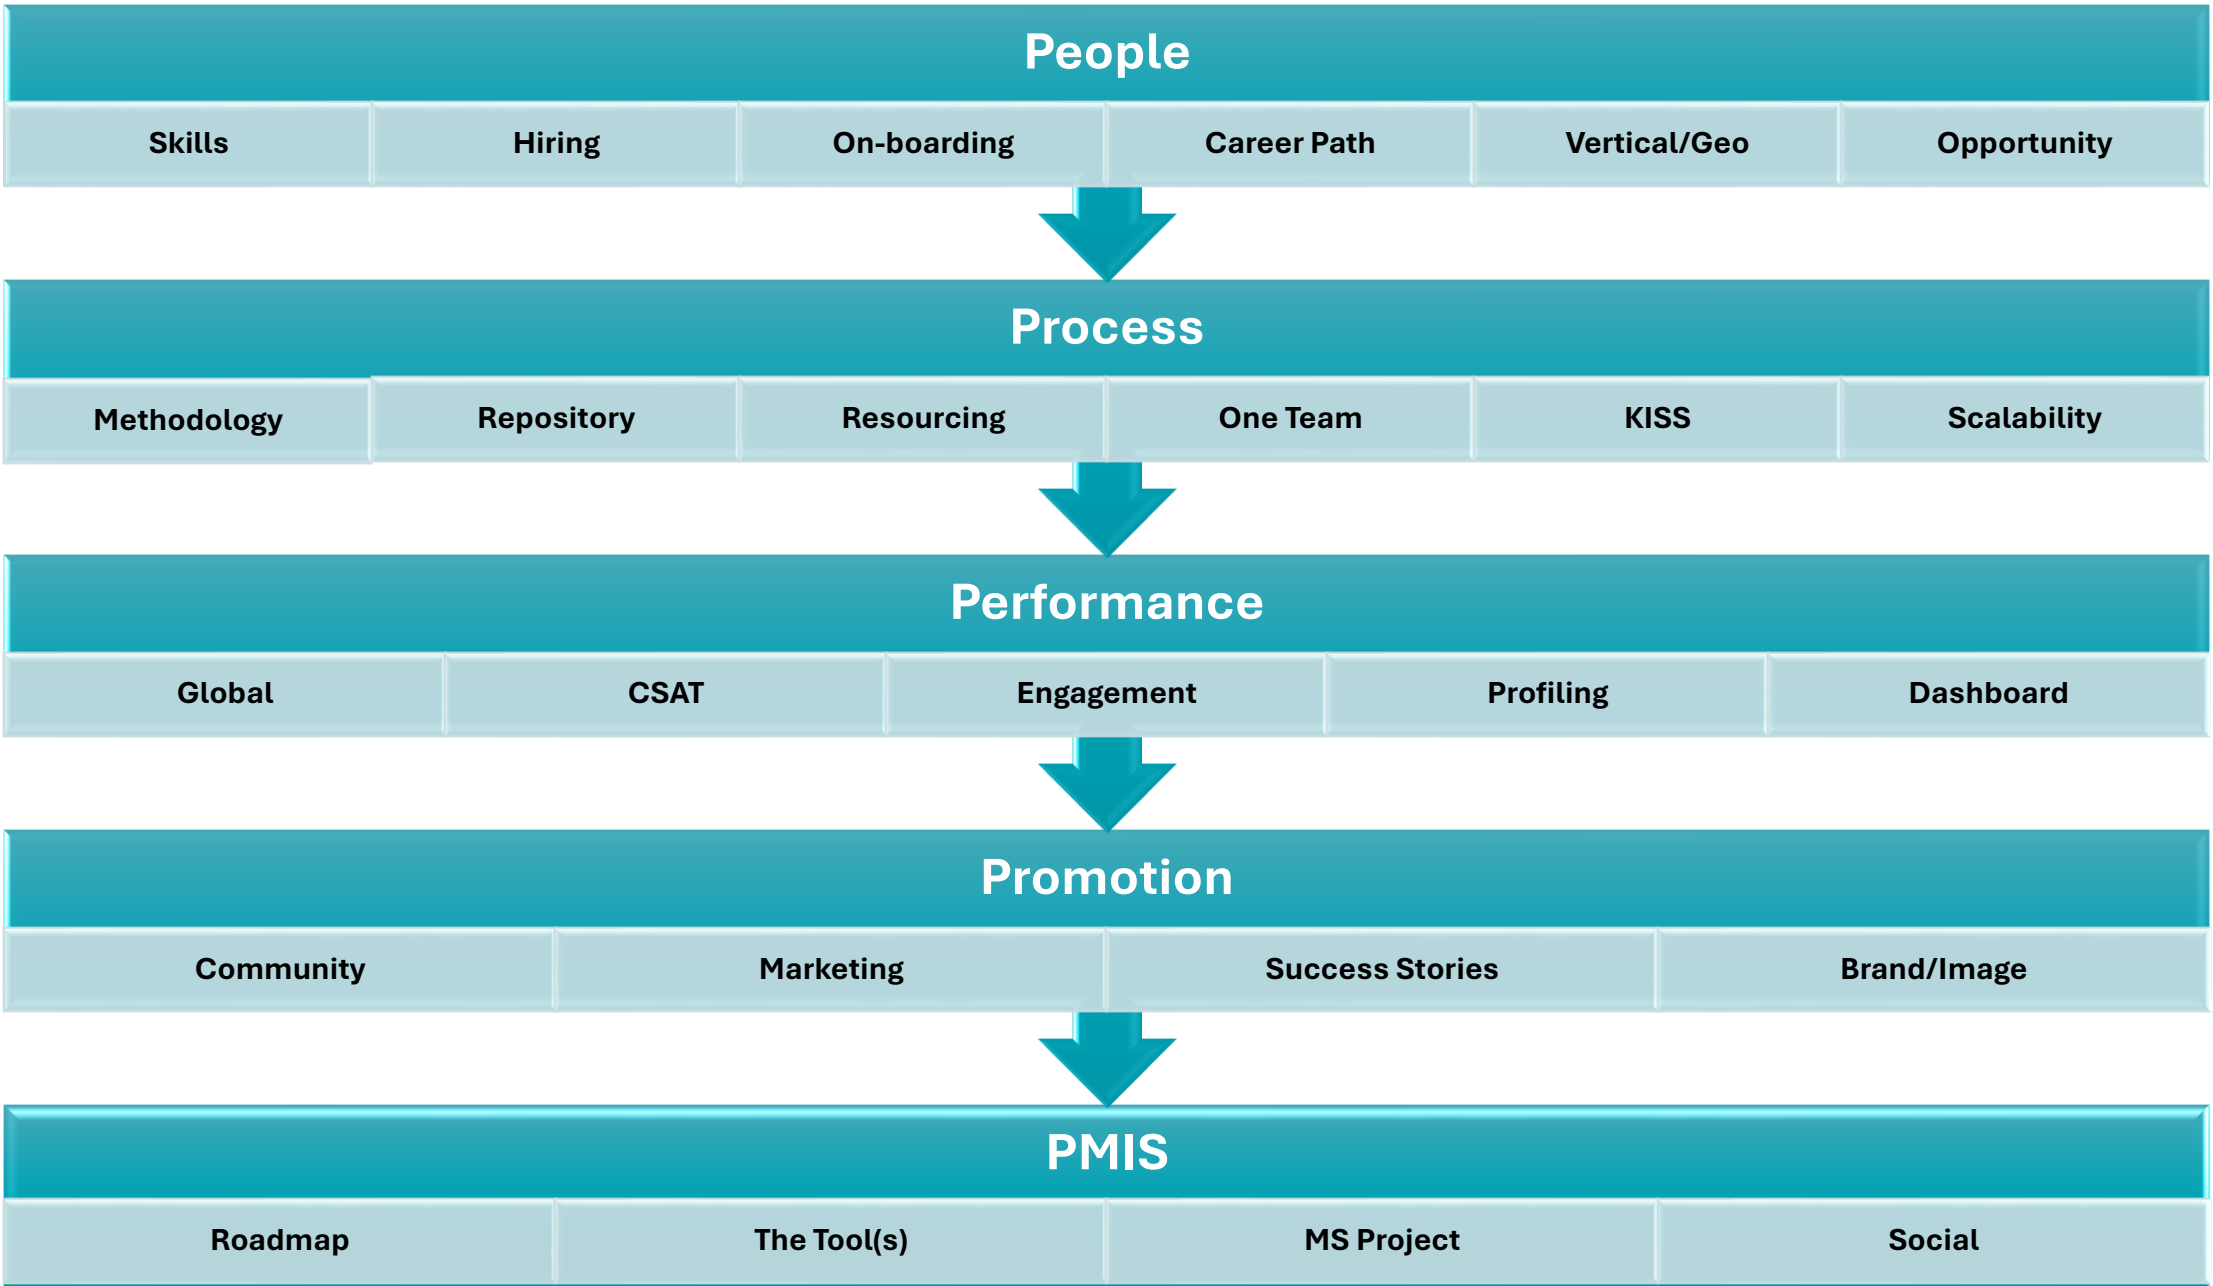 People
Skills Hiring On-boarding Career Path Vertical/Geo Opportunity
Process
Methodology Repository Resourcing One Team KISS Scalability
Performance
Global CSAT Engagement Profiling Dashboard
Promotion
Community Marketing Success Stories Brand/Image
PMIS
Roadmap The Tool(s) MS Project Social